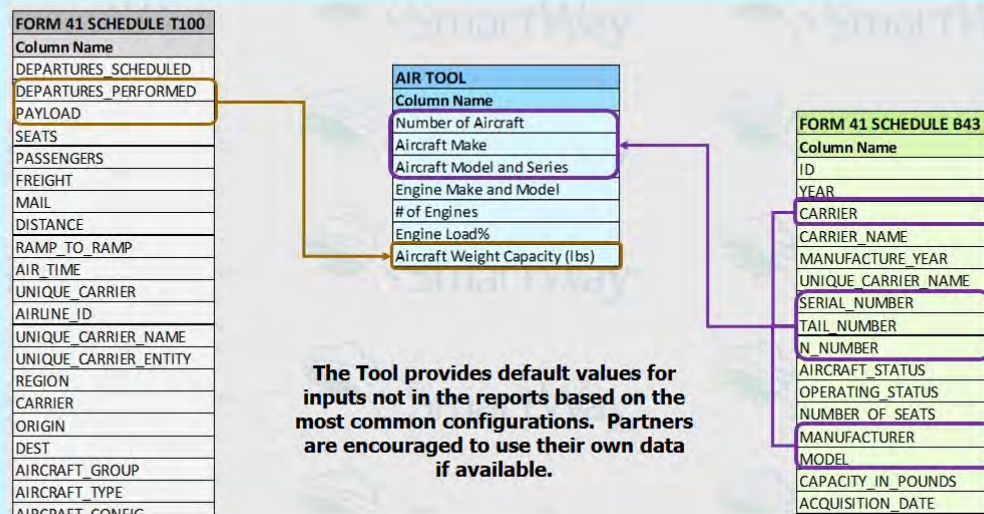 FORM 41 SCHEDULE T100
Column Name
DEPARTURES_SCHEDULED
DEPARTURES_PERFORMED
PAYLOAD
SEATS
PASSENGERS
FREIGHT
MAIL
DISTANCE
RAMP_TO_RAMP
AIR_TIME
UNIQUE_CARRIER
AIRLINE_ID
UNIQUE_CARRIER_NAME
UNIQUE_CARRIER_ENTITY
REGION
CARRIER
ORIGIN
DEST
AIRCRAFT_GROUP
AIRCRAFT_TYPE
AIRCRAFT_CONFIG
AIR TOOL
Column Name
Number of Aircraft
Aircraft Make
Aircraft Model and Series
Engine Make and Model
# of Engines
Engine Load%
Aircraft Weight Capacity (lbs)
The Tool provides default values for
inputs not in the reports based on the
most common configurations. Partners
are encouraged to use their own data
if available.
FORM 41 SCHEDULE B43
Column Name
ID
YEAR
CARRIER
CARRIER_NAME
MANUFACTURE_YEAR
UNIQUE_CARRIER_NAME
SERIAL_NUMBER
TAIL_NUMBER
N_NUMBER
AIRCRAFT_STATUS
OPERATING_STATUS
NUMBER_OF_SEATS
MANUFACTURER
MODEL
CAPACITY_IN_POUNDS
ACQUISITION_DATE
SmartWay
SmartWay